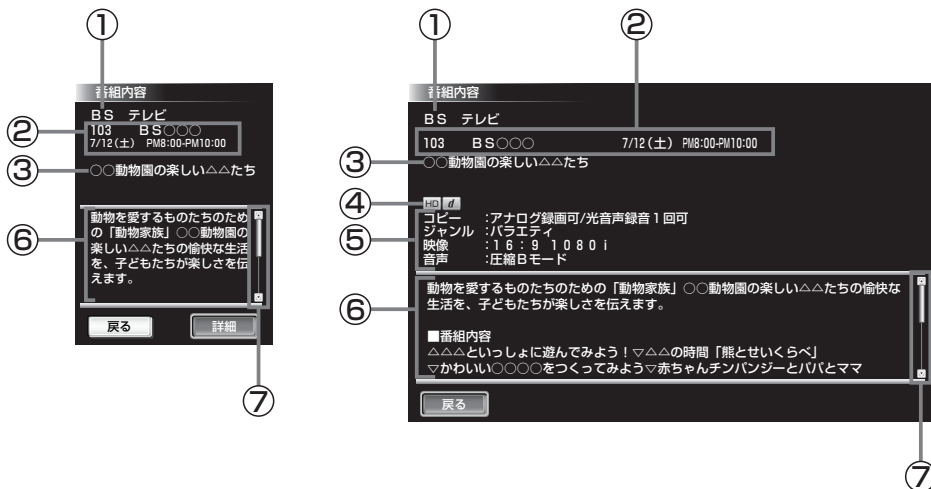 ① ① ②
番組内容
BS テレビ
② 103 BS○○○
7/12(土) PM8:00-PM10:00
③ ○○動物園の楽しい△△たち
⑥ 動物を愛するものたちのため
の「動物家族」○○動物園の
楽しい△△たちの愉快な生活
を、子どもたちが楽しさを伝
えます。
戻る 詳細
⑦
番組内容
BS テレビ
103 BS○○○ 7/12(土) PM8:00-PM10:00
③ ○○動物園の楽しい△△たち
④ HD d
⑤ コピー :アナログ録画可/光音声録音1回可
ジャンル :バラエティ
映像 :16:9 1080i
音声 :圧縮Bモード
⑥ 動物を愛するものたちのための「動物家族」○○動物園の楽しい△△たちの愉快な
生活を、子どもたちが楽しさを伝えます。
■番組内容
△△△といっしょに遊んでみよう!▽△△の時間「熊とせいくらべ」
▽かわいい○○○○をつくってみよう▽赤ちゃんチンパンジーとパパとママ
戻る
⑦